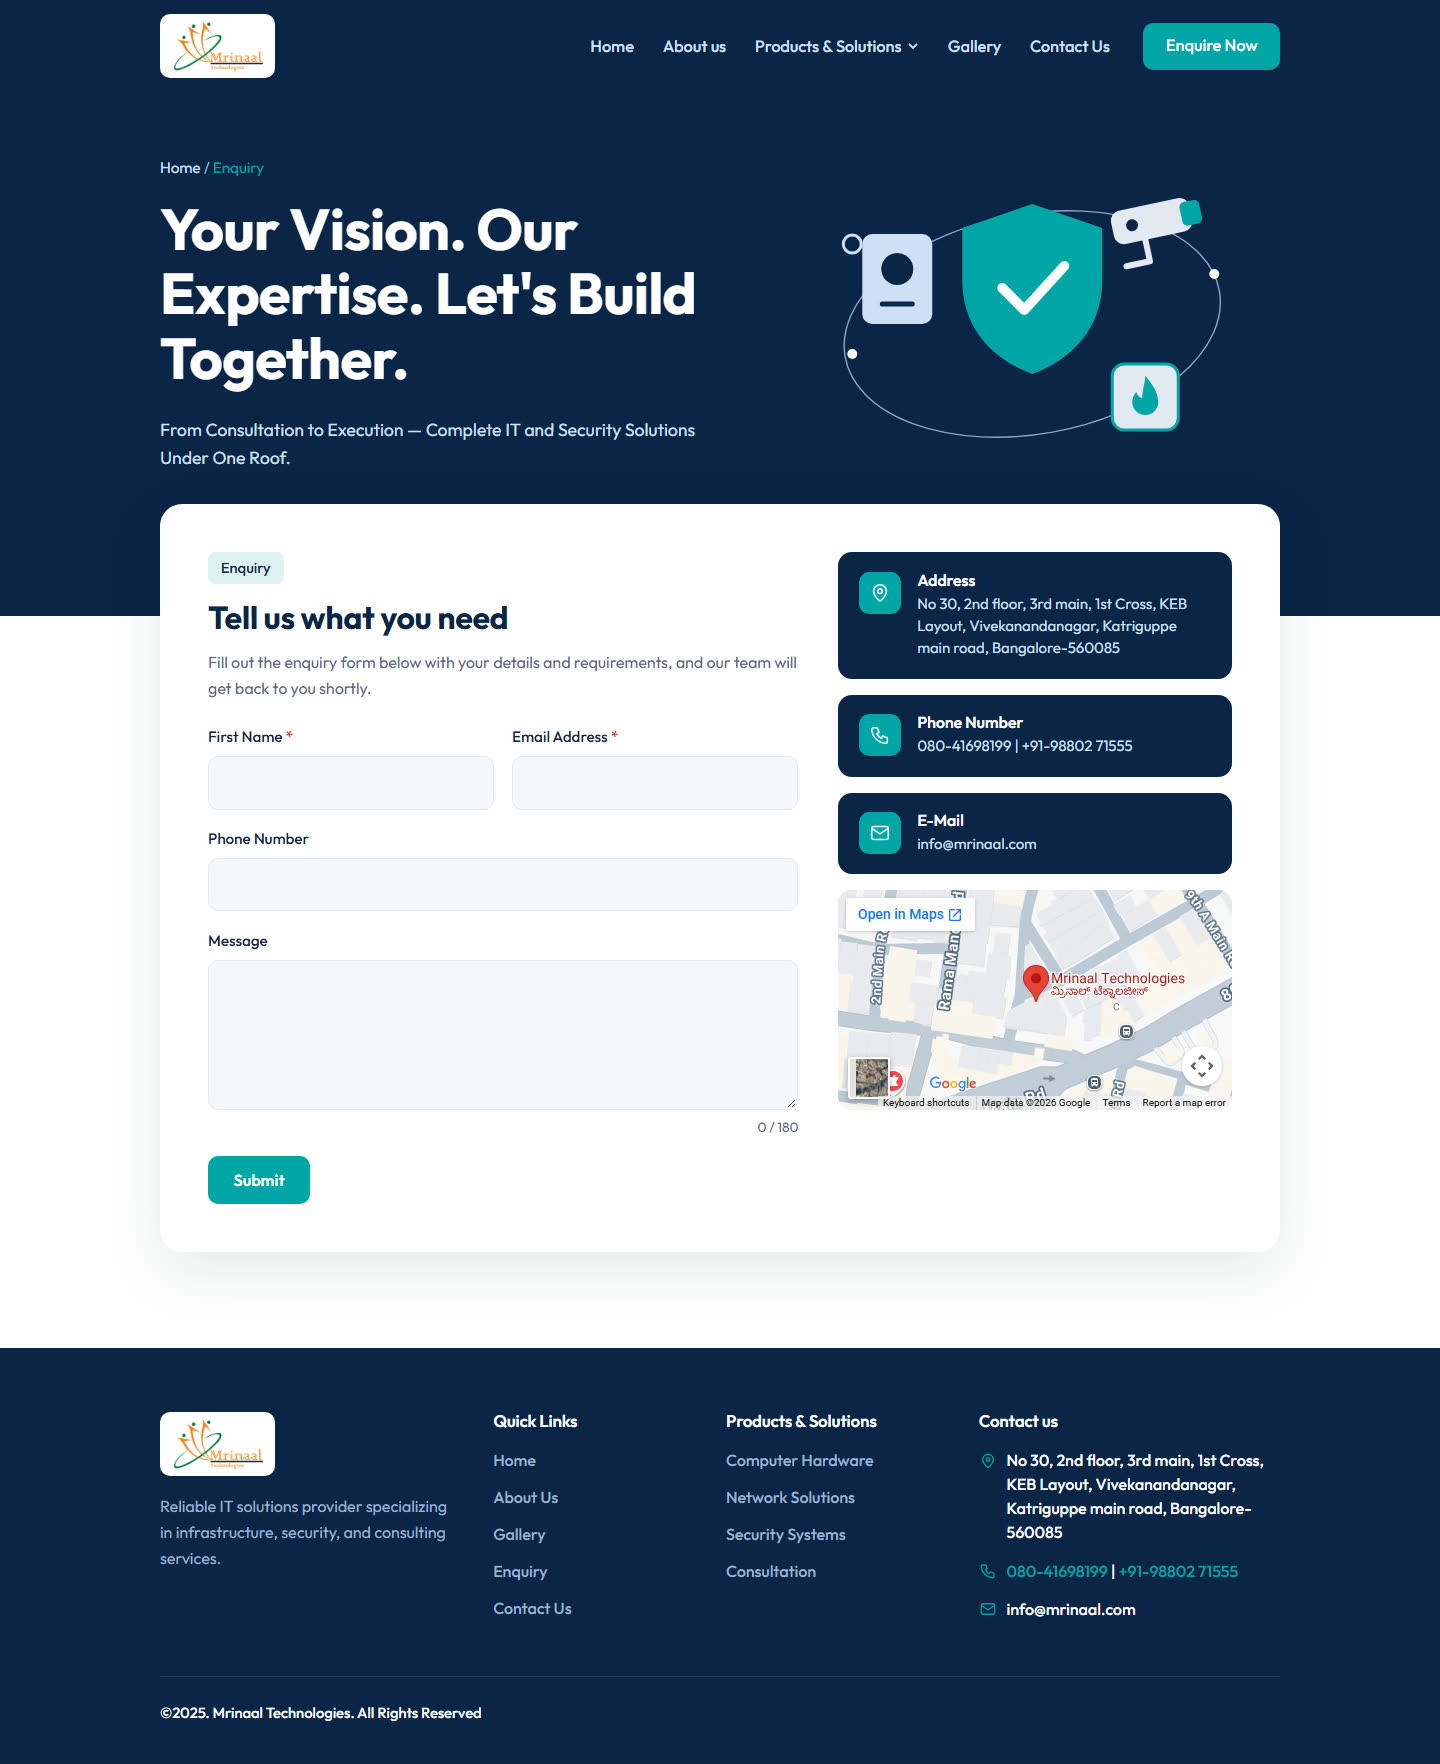 Mrinaal
Technologies
Home
About us
Products & Solutions
Gallery
Contact Us
Enquire Now
Home / Enquiry
Your Vision. Our
Expertise. Let's Build
Together.
From Consultation to Execution — Complete IT and Security Solutions
Under One Roof.
Enquiry
Tell us what you need
Fill out the enquiry form below with your details and requirements, and our team will
get back to you shortly.
First Name *
Email Address *
Phone Number
Message
0 / 180
Submit
Address
No 30, 2nd floor, 3rd main, 1st Cross, KEB
Layout, Vivekanandanagar, Katriguppe
main road, Bangalore-560085
Phone Number
080-41698199 | +91-98802 71555
E-Mail
info@mrinaal.com
Open in Maps
2nd Main R
Rama Man
9th A Main R
Mrinaal Technologies
ಮ್ರಿನಾಲ್ ಟೆಕ್ನಾಲಜೀಸ್
Google
Rd
Rd
Keyboard shortcuts
Map data ©2026 Google
Terms
Report a map error
Mrinaal
Technologies
Reliable IT solutions provider specializing
in infrastructure, security, and consulting
services.
Quick Links
Home
About Us
Gallery
Enquiry
Contact Us
Products & Solutions
Computer Hardware
Network Solutions
Security Systems
Consultation
Contact us
No 30, 2nd floor, 3rd main, 1st Cross,
KEB Layout, Vivekanandanagar,
Katriguppe main road, Bangalore-
560085
080-41698199 | +91-98802 71555
info@mrinaal.com
©2025. Mrinaal Technologies. All Rights Reserved